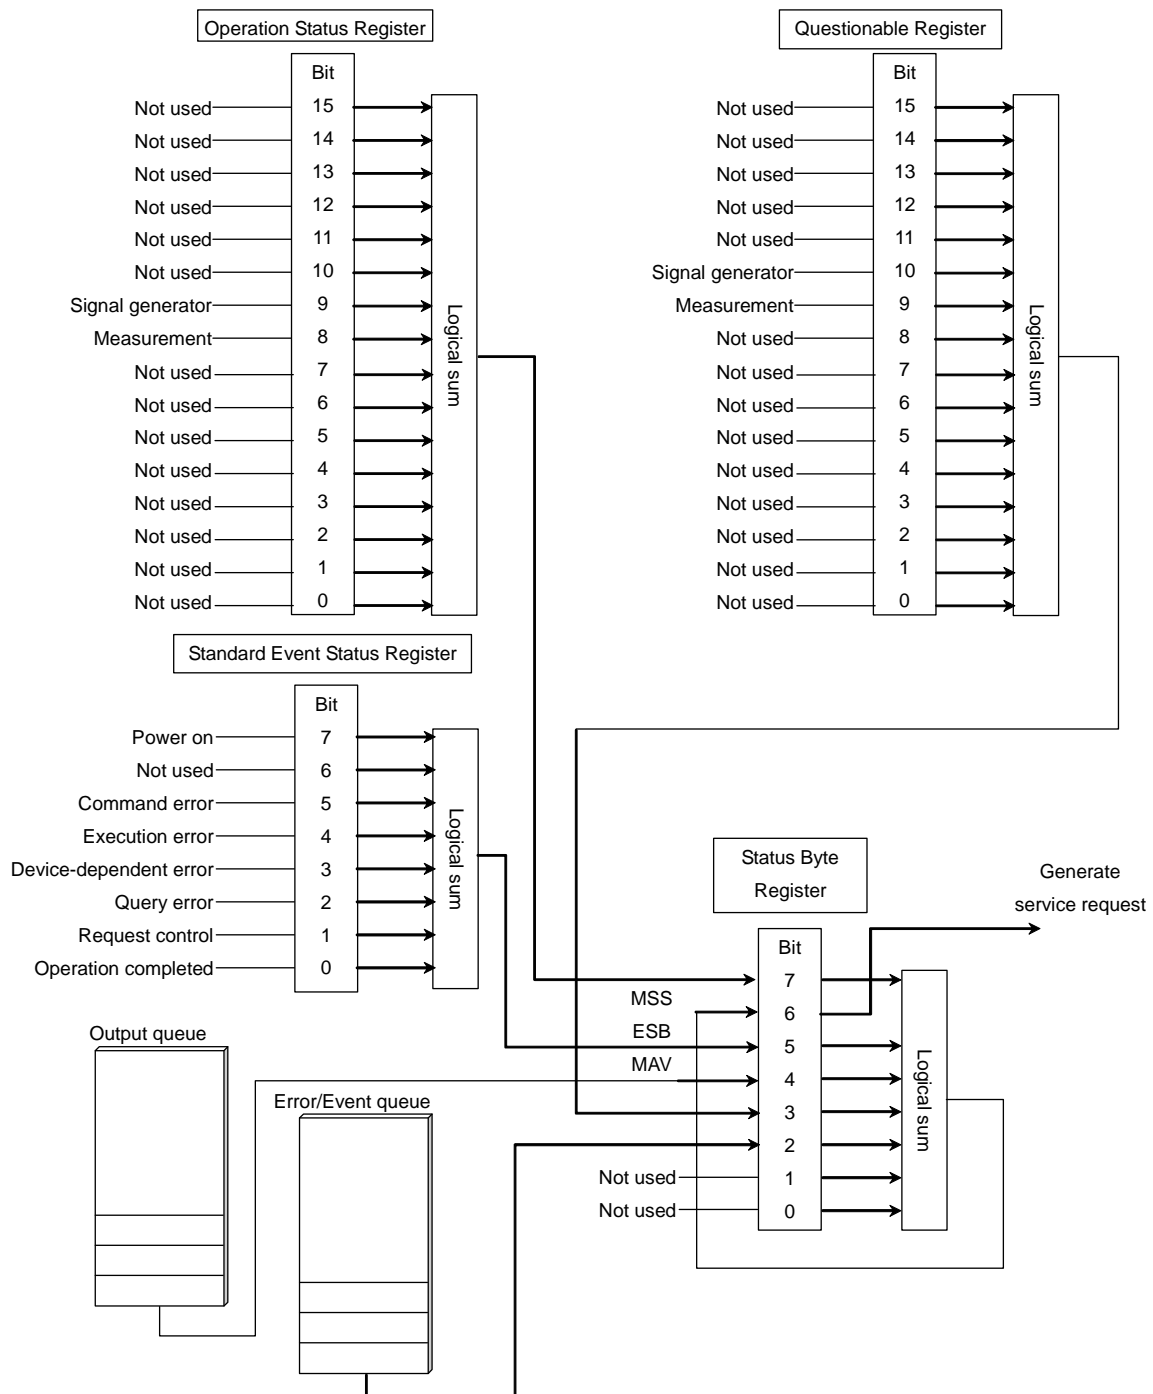 Operation Status Register
Bit
Not used 15
Not used 14
Not used 13
Not used 12
Not used 11
Not used 10
Signal generator 9
Measurement 8
Not used 7
Not used 6
Not used 5
Not used 4
Not used 3
Not used 2
Not used 1
Not used 0
Logical sum
Questionable Register
Bit
Not used 15
Not used 14
Not used 13
Not used 12
Not used 11
Signal generator 10
Measurement 9
Not used 8
Not used 7
Not used 6
Not used 5
Not used 4
Not used 3
Not used 2
Not used 1
Not used 0
Logical sum
Standard Event Status Register
Bit
Power on 7
Not used 6
Command error 5
Execution error 4
Device-dependent error 3
Query error 2
Request control 1
Operation completed 0
Logical sum
Status Byte
Register
Generate
service request
Bit
7
MSS 6
ESB 5
MAV 4
3
2
Not used 1
Not used 0
Logical sum
Output queue
Error/Event queue